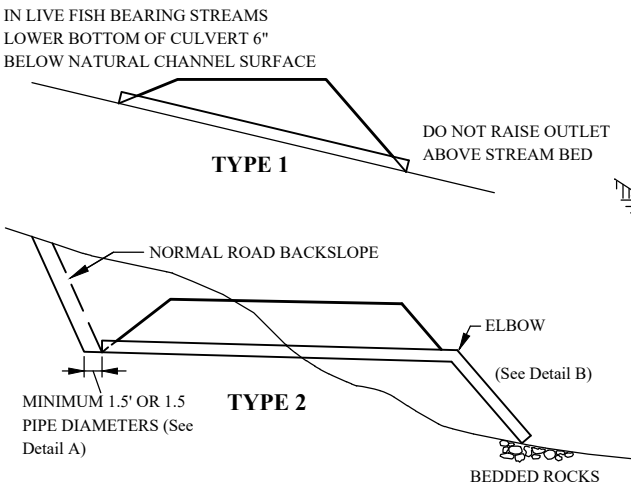 IN LIVE FISH BEARING STREAMS
LOWER BOTTOM OF CULVERT 6"
BELOW NATURAL CHANNEL SURFACE
DO NOT RAISE OUTLET
ABOVE STREAM BED
TYPE 1
NORMAL ROAD BACKSLOPE
ELBOW
(See Detail B)
MINIMUM 1.5' OR 1.5
PIPE DIAMETERS (See
Detail A)
TYPE 2
BEDDED ROCKS